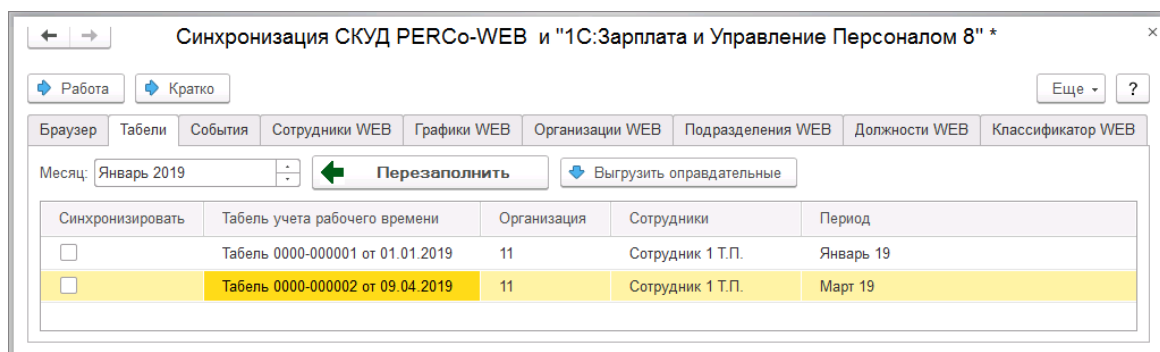 Синхронизация СКУД PERCo-WEB и "1С:Зарплата и Управление Персоналом 8" *
Работа Кратко Еще ?
Браузер Табели События Сотрудники WEB Графики WEB Организации WEB Подразделения WEB Должности WEB Классификатор WEB
Месяц: Январь 2019 Перезаполнить Выгрузить оправдательные
Синхронизировать Табель учета рабочего времени Организация Сотрудники Период
Табель 0000-000001 от 01.01.2019 11 Сотрудник 1 Т.П. Январь 19
Табель 0000-000002 от 09.04.2019 11 Сотрудник 1 Т.П. Март 19